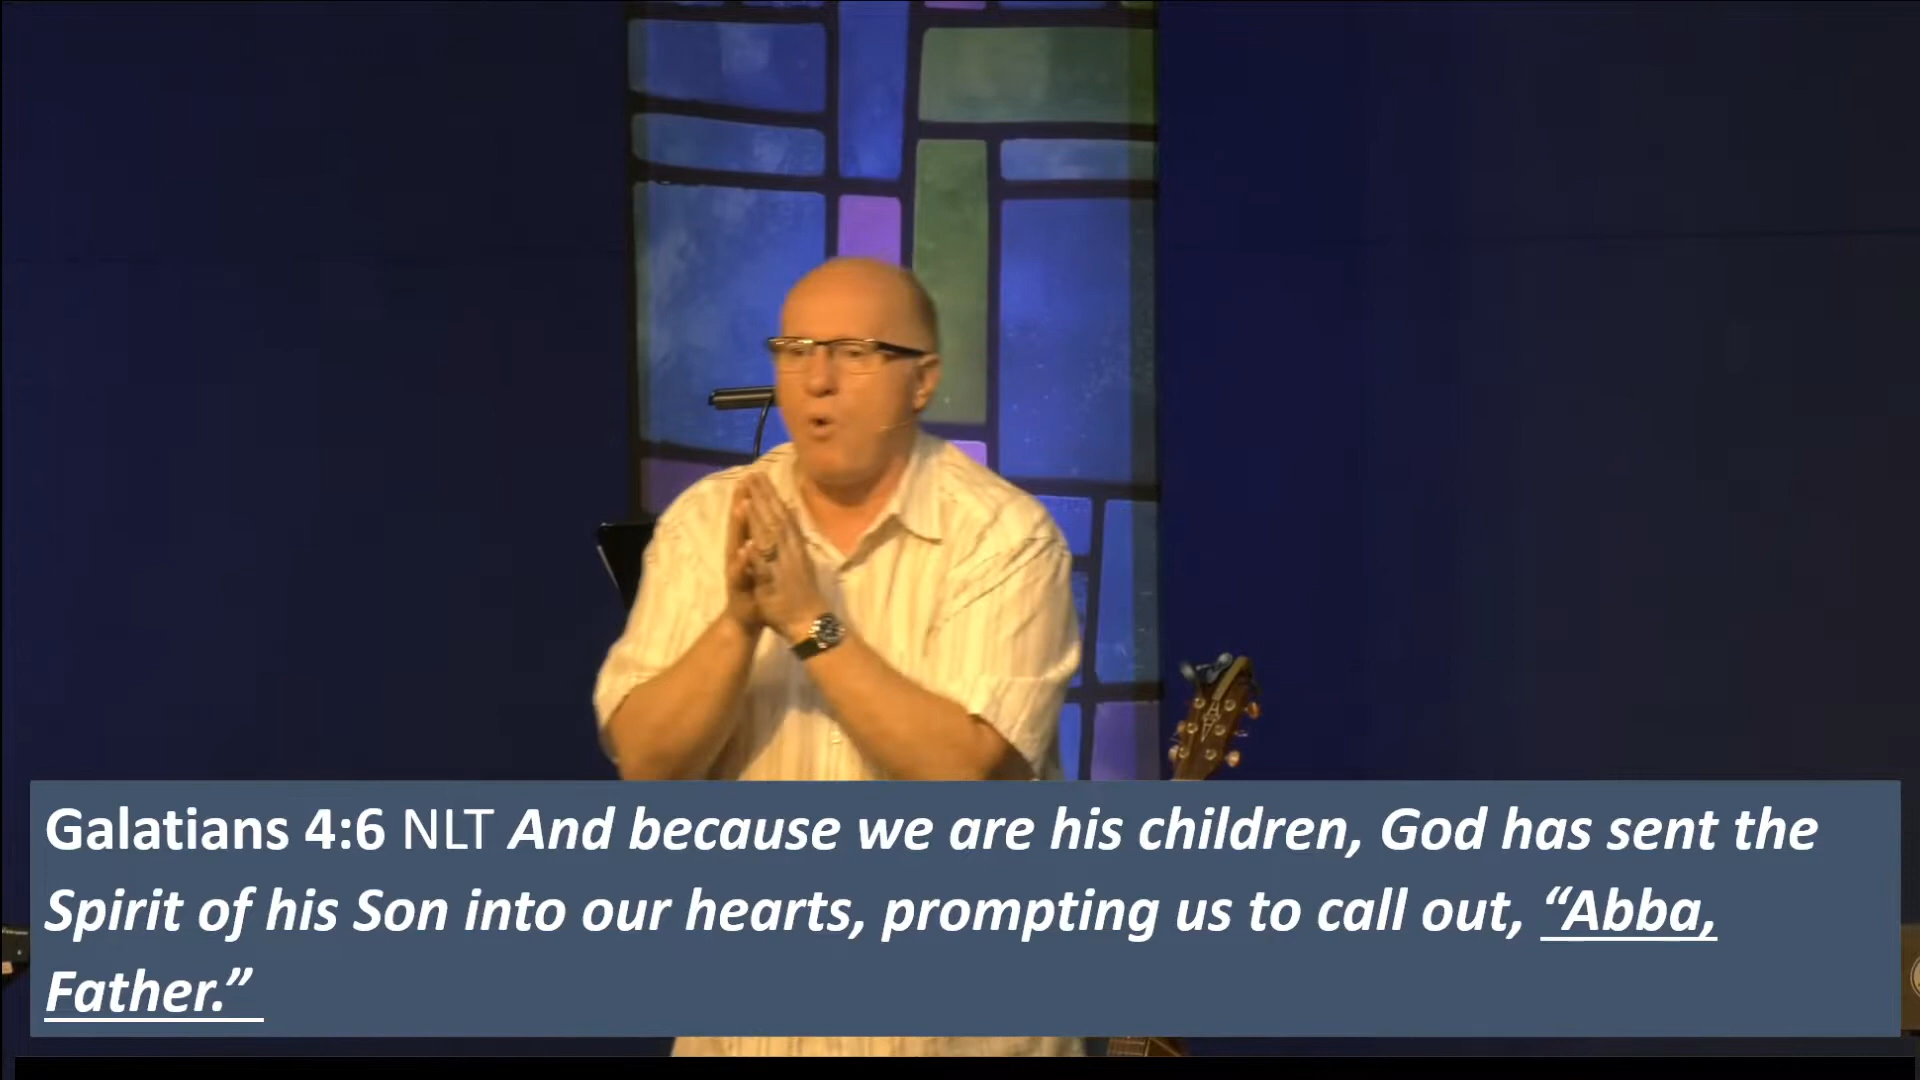 Galatians 4:6 NLT And because we are his children, God has sent the
Spirit of his Son into our hearts, prompting us to call out, “Abba,
Father.”